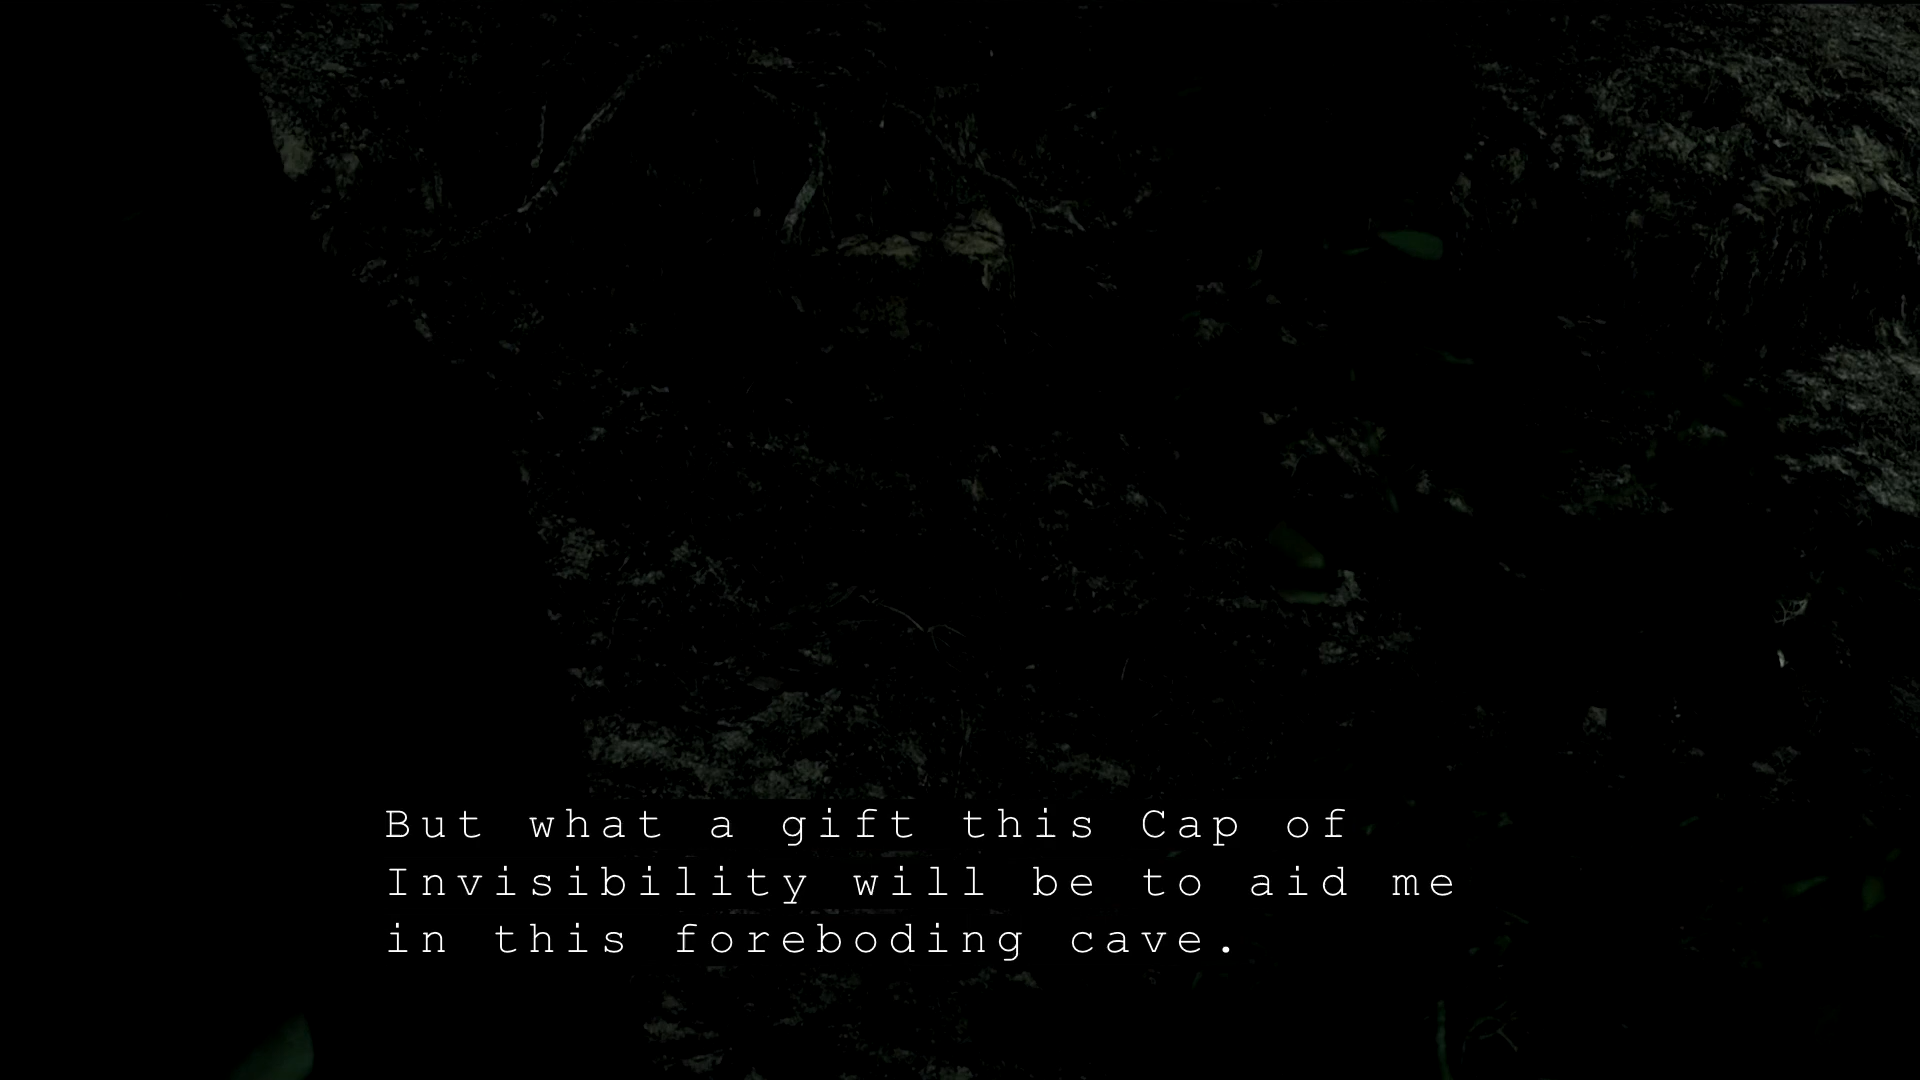 But what a gift this Cap of
Invisibility will be to aid me
in this foreboding cave.